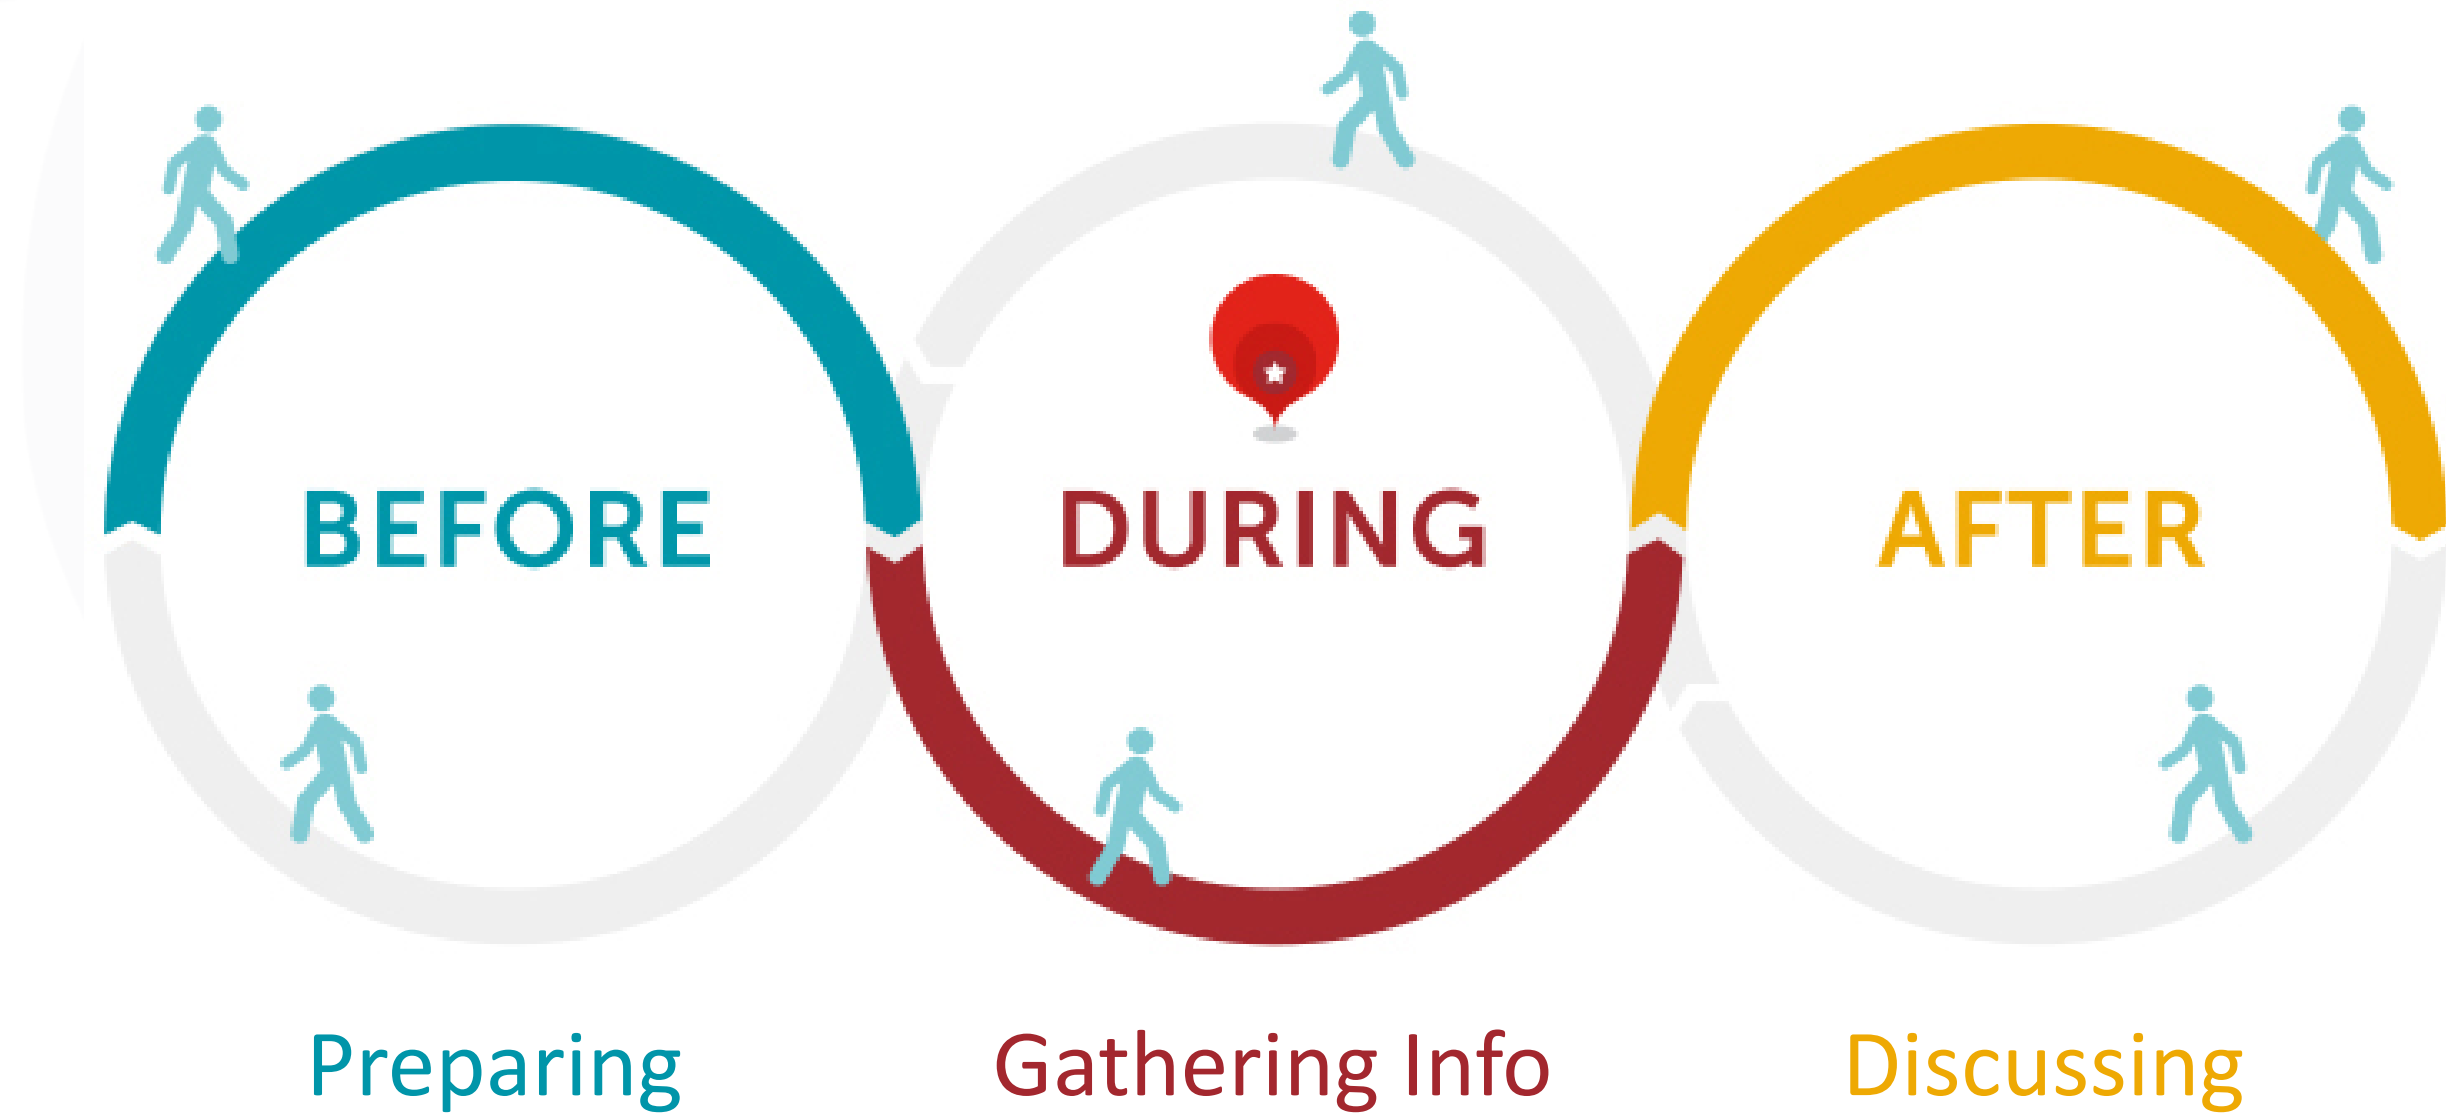 BEFORE
DURING
AFTER
Preparing
Gathering Info
Discussing